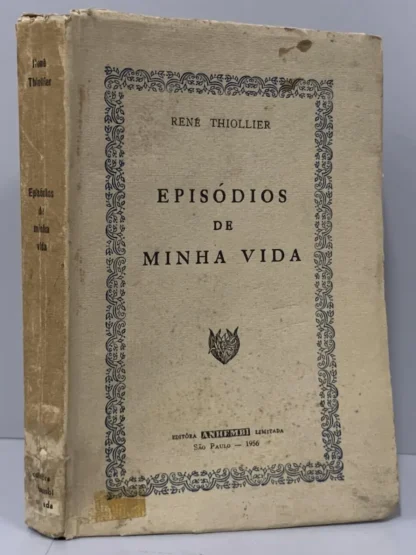 René
Thiollier
Episódios
de
minha
vida
RENÉ THIOLLIER
EPISÓDIOS
DE
MINHA VIDA
EDITÔRA ANHEMBI LIMITADA
SÃO PAULO — 1956